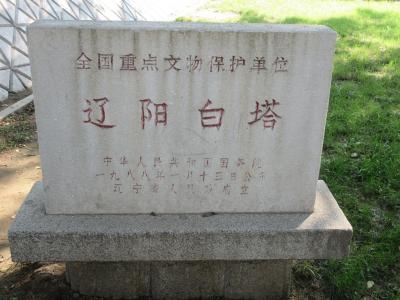 全国重点文物保护单位
辽阳白塔
中华人民共和国国务院
一九八八年一月十三日公布
辽宁省人民政府立